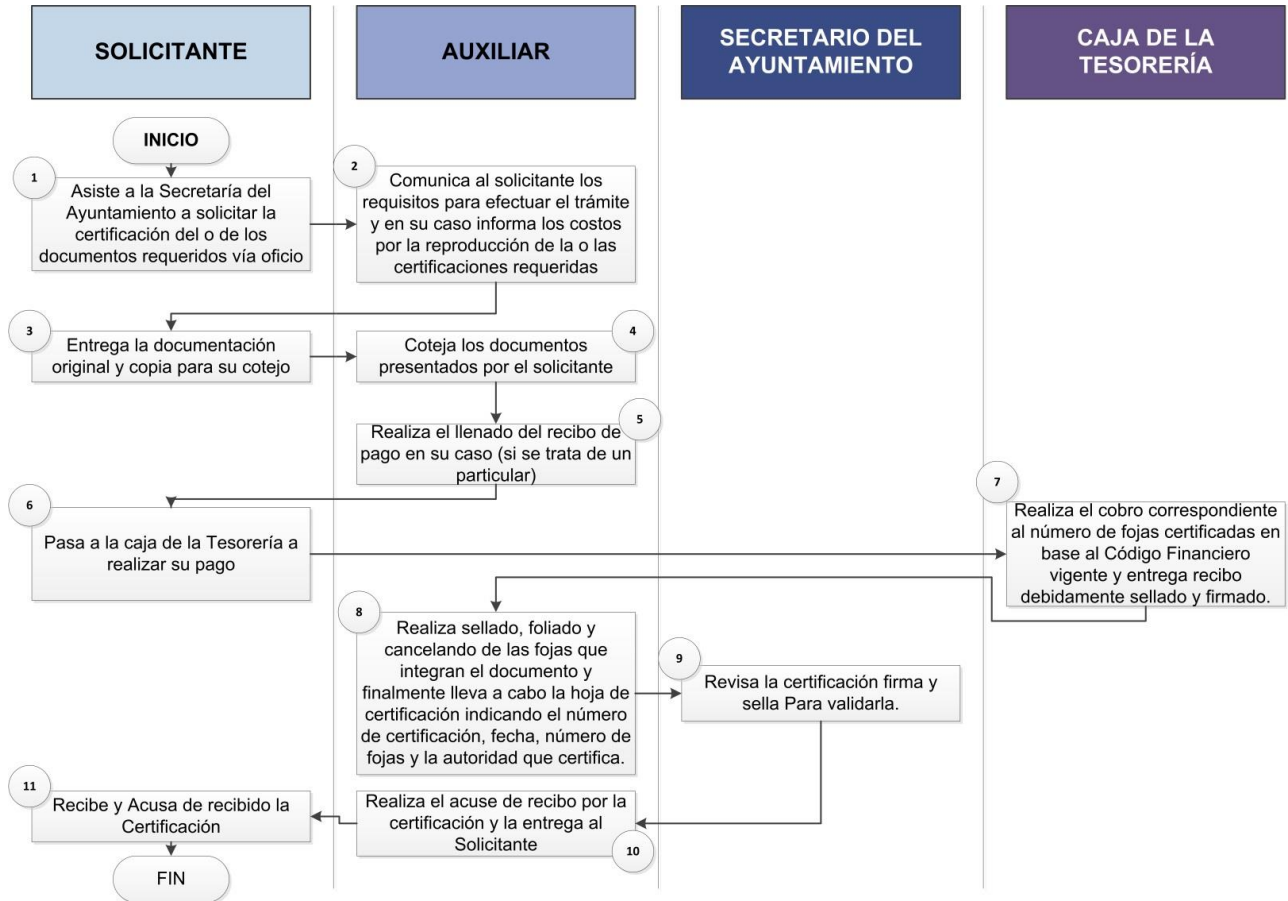 SOLICITANTE
AUXILIAR
SECRETARIO DEL
AYUNTAMIENTO
CAJA DE LA
TESORERÍA
INICIO
1
Asiste a la Secretaría del
Ayuntamiento a solicitar la
certificación del o de los
documentos requeridos vía oficio
2
Comunica al solicitante los
requisitos para efectuar el trámite
y en su caso informa los costos
por la reproducción de la o las
certificaciones requeridas
3
Entrega la documentación
original y copia para su cotejo
4
Coteja los documentos
presentados por el solicitante
5
Realiza el llenado del recibo de
pago en su caso (si se trata de un
particular)
6
Pasa a la caja de la Tesorería a
realizar su pago
7
Realiza el cobro correspondiente
al número de fojas certificadas en
base al Código Financiero
vigente y entrega recibo
debidamente sellado y firmado.
8
Realiza sellado, foliado y
cancelando de las fojas que
integran el documento y
finalmente lleva a cabo la hoja de
certificación indicando el número
de certificación, fecha, número de
fojas y la autoridad que certifica.
9
Revisa la certificación firma y
sella Para validarla.
10
Realiza el acuse de recibo por la
certificación y la entrega al
Solicitante
11
Recibe y Acusa de recibido la
Certificación
FIN